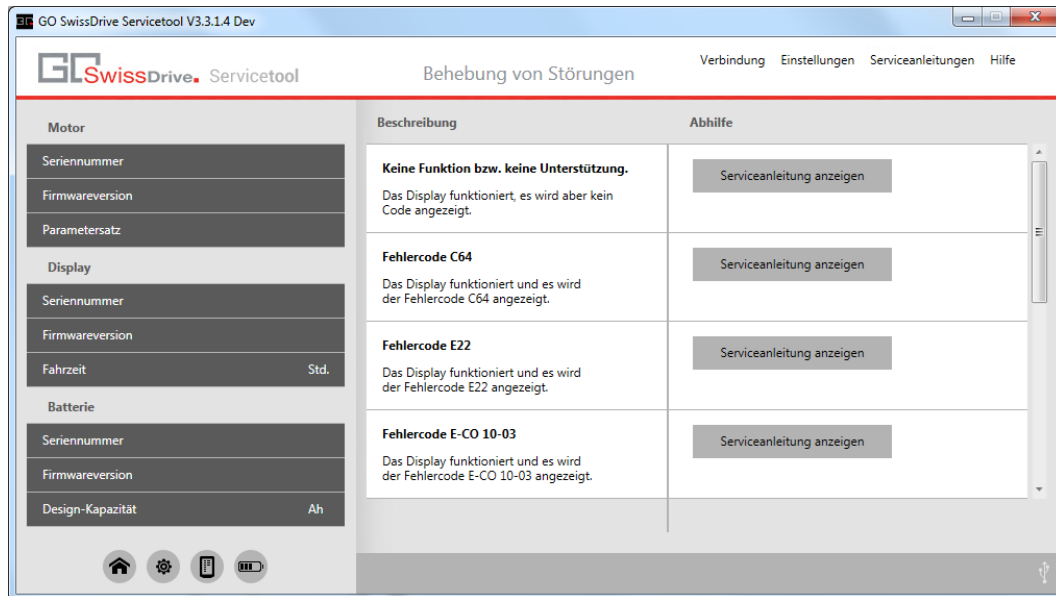 GO SwissDrive Servicetool V3.3.1.4 Dev
GO SwissDrive. Servicetool
Behebung von Störungen
Verbindung Einstellungen Serviceanleitungen Hilfe
Motor
Seriennummer
Firmwareversion
Parametersatz
Display
Seriennummer
Firmwareversion
Fahrzeit Std.
Batterie
Seriennummer
Firmwareversion
Design-Kapazität Ah
Beschreibung Abhilfe
Keine Funktion bzw. keine Unterstützung.
Das Display funktioniert, es wird aber kein
Code angezeigt.
Serviceanleitung anzeigen
Fehlercode C64
Das Display funktioniert und es wird
der Fehlercode C64 angezeigt.
Serviceanleitung anzeigen
Fehlercode E22
Das Display funktioniert und es wird
der Fehlercode E22 angezeigt.
Serviceanleitung anzeigen
Fehlercode E-CO 10-03
Das Display funktioniert und es wird
der Fehlercode E-CO 10-03 angezeigt.
Serviceanleitung anzeigen